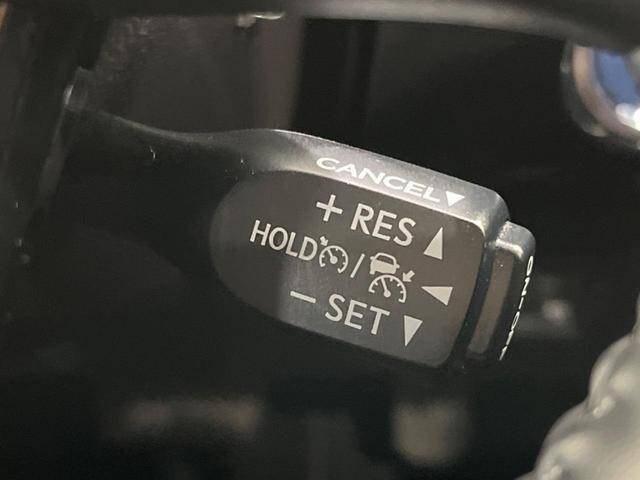 CANCEL▼
+ RES ▲
HOLD / ◀
− SET ▼